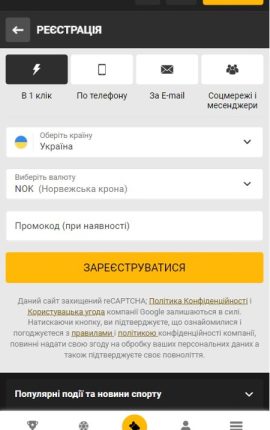 РЕЄСТРАЦІЯ
В 1 клік
По телефону
За E-mail
Соцмережі і
месенджери
Оберіть країну
Україна
Виберіть валюту
NOK (Норвежська крона)
Промокод (при наявності)
ЗАРЕЄСТРУВАТИСЯ
Даний сайт захищений reCAPTCHA; Політика Конфіденційності і
Користувацька угода компанії Google залишаються в силі.
Натискаючи кнопку, ви підтверджуєте, що ознайомилися і
погоджуєтеся з правилами і політикою конфіденційності компанії,
повинні надати свою згоду на обробку ваших персональних даних а
також підтверджуєте своє повноліття.
Популярні події та новини спорту